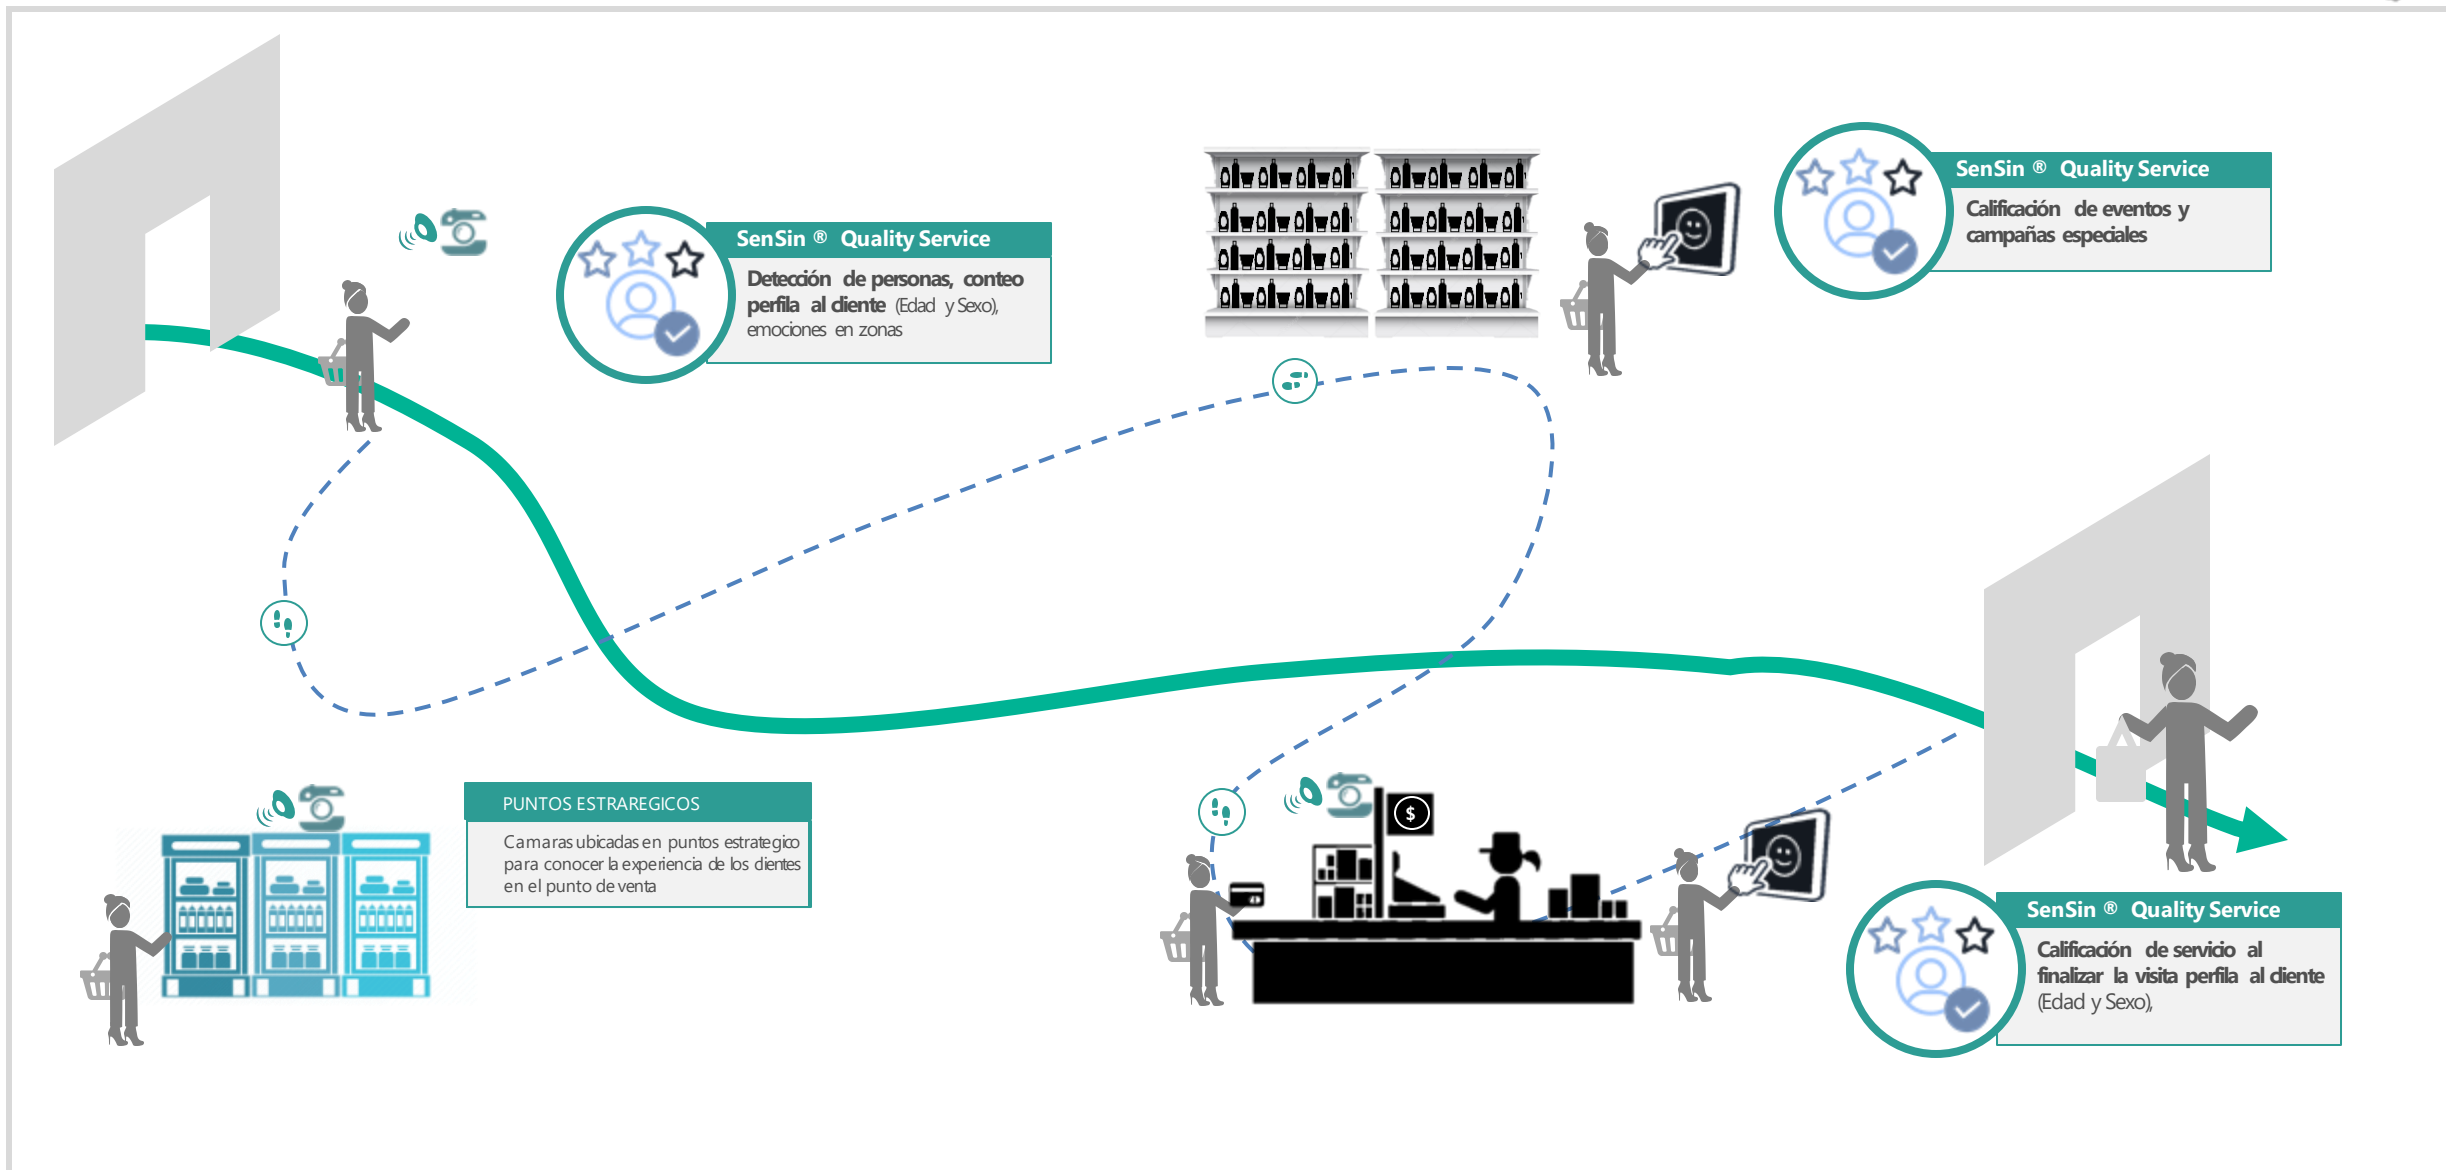 SenSin ® Quality Service
Detección de personas, conteo
perfila al cliente (Edad y Sexo),
emociones en zonas
SenSin ® Quality Service
Calificación de eventos y
campañas especiales
PUNTOS ESTRAREGICOS
Camaras ubicadas en puntos estrategico
para conocer la experiencia de los clientes
en el punto de venta
$
SenSin ® Quality Service
Calificación de servicio al
finalizar la visita perfila al cliente
(Edad y Sexo),